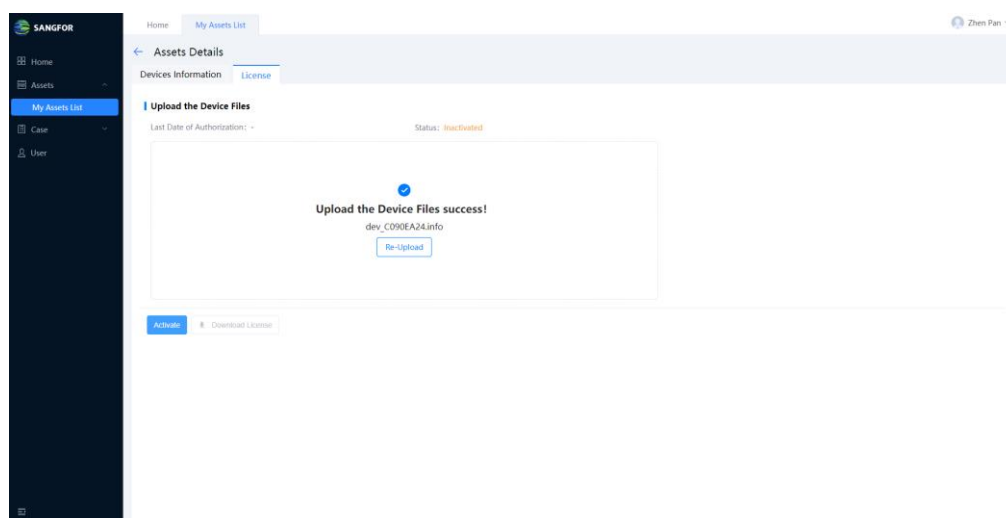 SANGFOR
Home
Assets
My Assets List
Case
User
Home My Assets List
Zhen Pan
← Assets Details
Devices Information License
Upload the Device Files
Last Date of Authorization: - Status: Inactivated
Upload the Device Files success!
dev_C090EA24.info
Re-Upload
Activate Download License